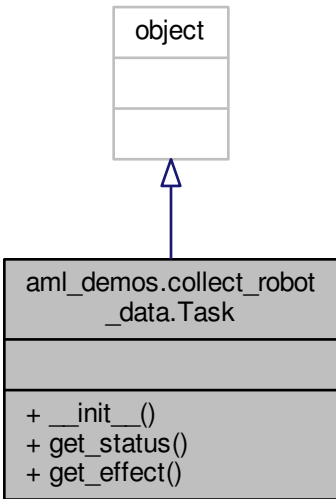 object
aml_demos.collect_robot
_data.Task
+ __init__()
+ get_status()
+ get_effect()